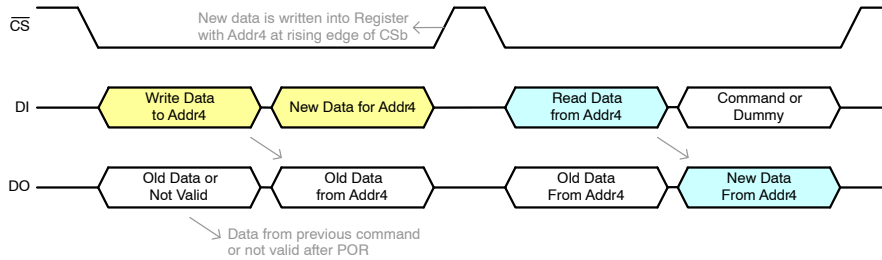 CS
New data is written into Register
with Addr4 at rising edge of CSb
DI
Write Data
to Addr4
New Data for Addr4
Read Data
from Addr4
Command or
Dummy
DO
Old Data or
Not Valid
Old Data
from Addr4
Old Data
From Addr4
New Data
From Addr4
Data from previous command
or not valid after POR